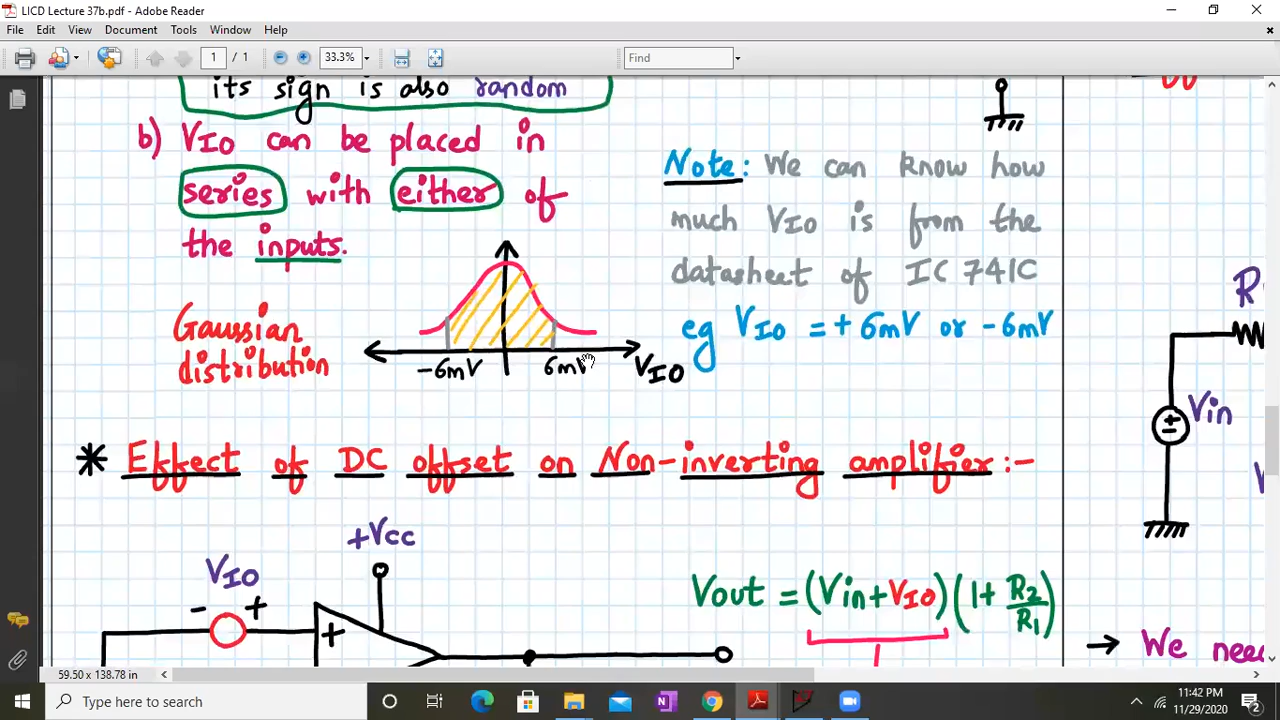 LICD Lecture 37b.pdf - Adobe Reader
File Edit View Document Tools Window Help
1 / 1 33.3% Find
its sign is also random
b) VIO can be placed in
series with either of
the inputs.
Note: We can know how
much VIO is from the
datasheet of IC 741C
eg VIO = + 6mV or -6mV
Gaussian
distribution
-6mV 6mV VIO
R
Vin
* Effect of DC offset on Non-inverting amplifier :-
+Vcc
VIO
- +
+
Vout = (Vin+VIO)(1+ R2/R1)
→ We nee
59.50 x 138.78 in
Type here to search
11:42 PM
11/29/2020
2